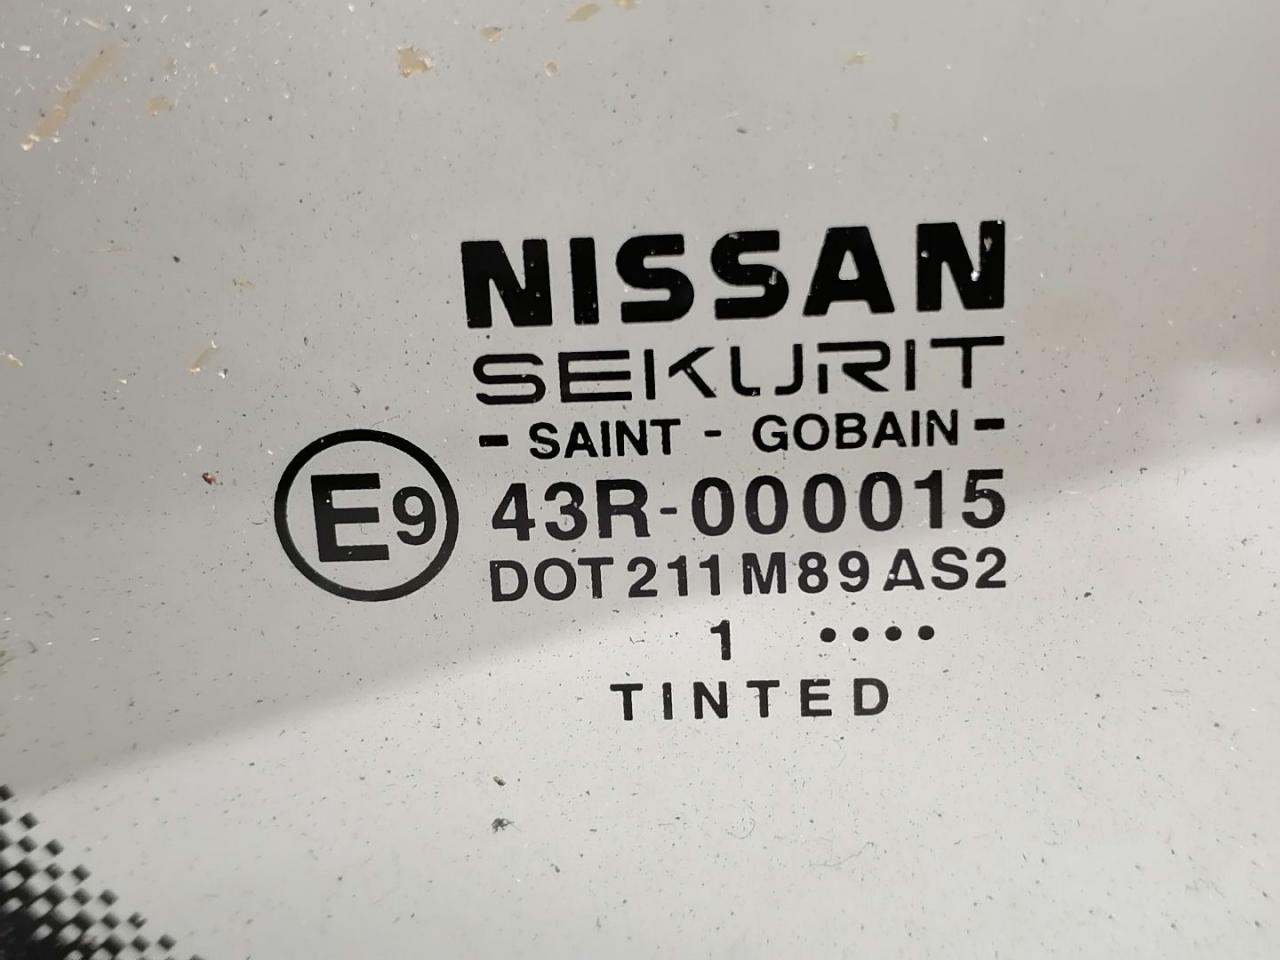 NISSAN
SEKURIT
- SAINT - GOBAIN -
E9 43R-000015
DOT 211 M89 AS2
1 ••••
TINTED